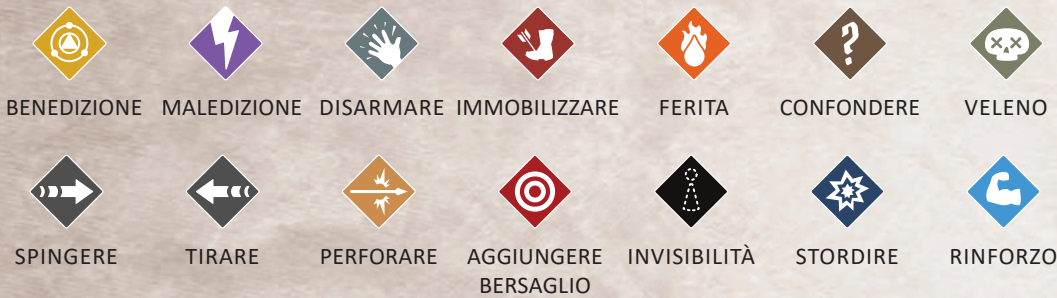 BENEDIZIONE MALEDIZIONE DISARMARE IMMOBILIZZARE FERITA CONFONDERE VELENO
SPINGERE TIRARE PERFORARE AGGIUNGERE INVISIBILITÀ STORDIRE RINFORZO
BERSAGLIO